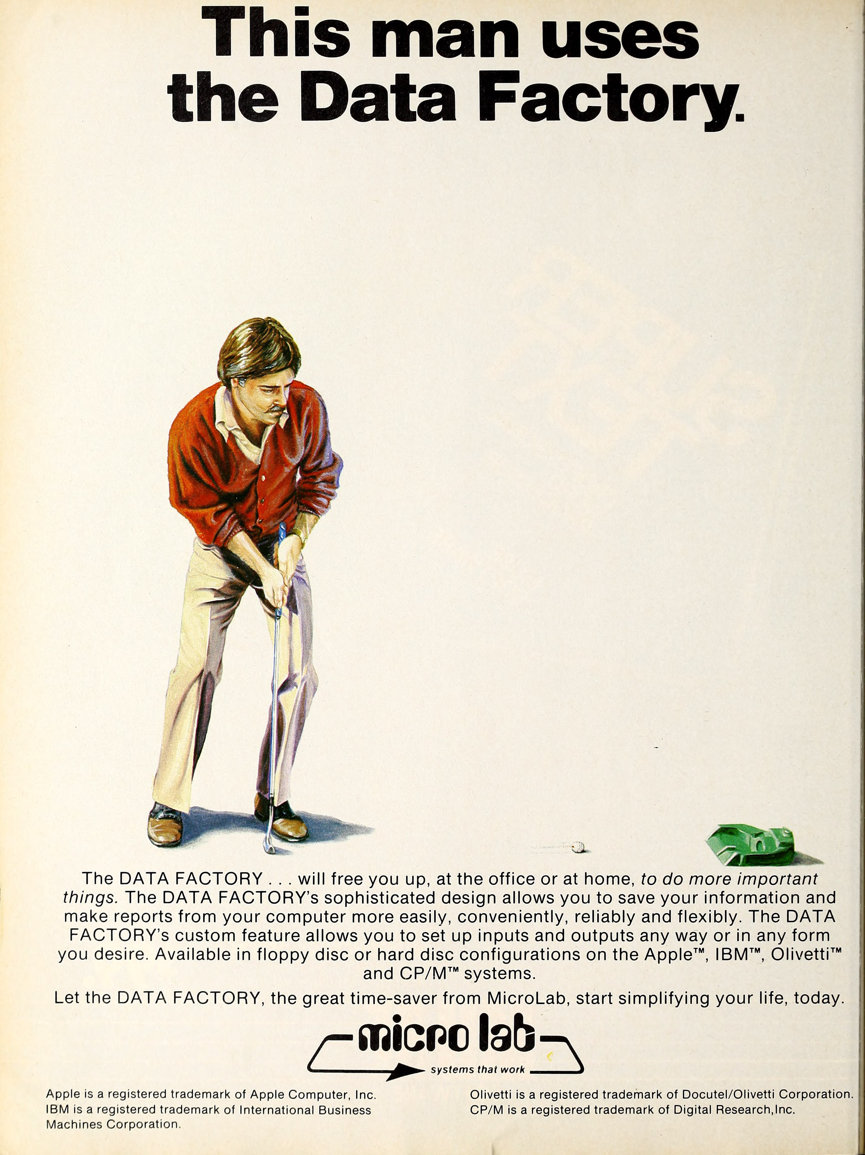 This man uses
the Data Factory.
The DATA FACTORY . . . will free you up, at the office or at home, to do more important
things. The DATA FACTORY's sophisticated design allows you to save your information and
make reports from your computer more easily, conveniently, reliably and flexibly. The DATA
FACTORY's custom feature allows you to set up inputs and outputs any way or in any form
you desire. Available in floppy disc or hard disc configurations on the Apple™, IBM™, Olivetti™
and CP/M™ systems.
Let the DATA FACTORY, the great time-saver from MicroLab, start simplifying your life, today.
micro lab
systems that work
Apple is a registered trademark of Apple Computer, Inc.
IBM is a registered trademark of International Business
Machines Corporation.
Olivetti is a registered trademark of Docutel/Olivetti Corporation.
CP/M is a registered trademark of Digital Research,Inc.